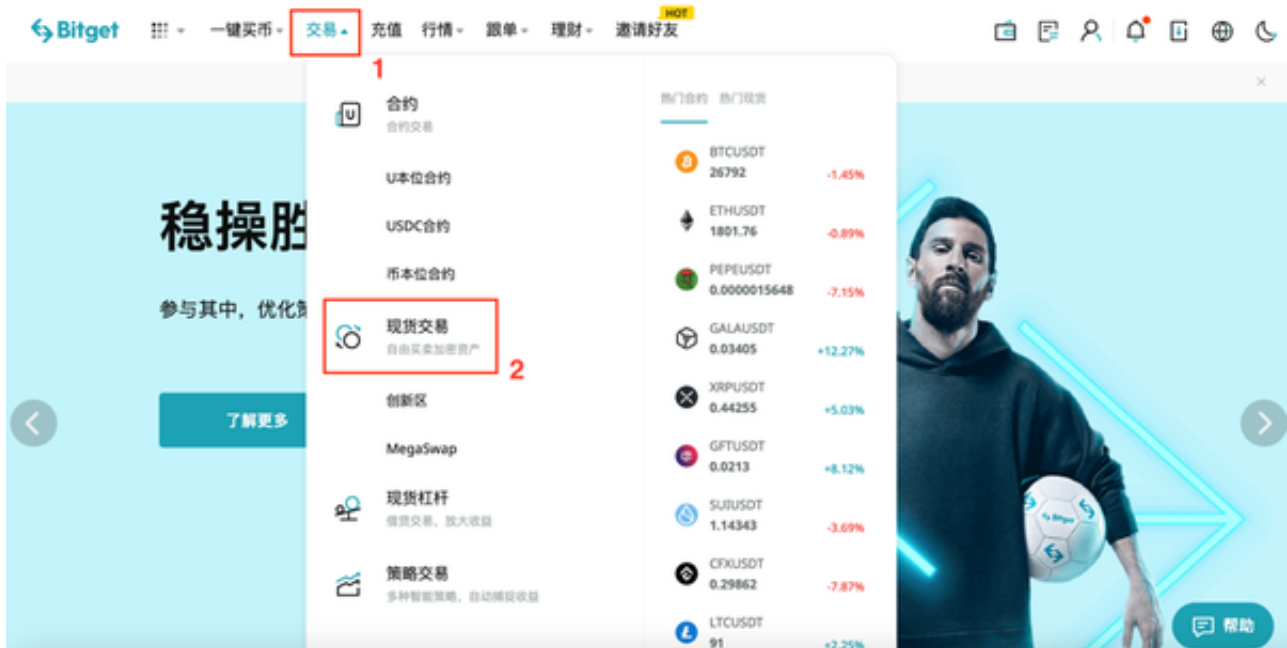 Bitget
一键买币
交易
充值
行情
跟单
理财
邀请好友
HOT
1
合约
合约交易
U本位合约
USDC合约
币本位合约
现货交易
自由买卖加密资产
2
创新区
MegaSwap
现货杠杆
借贷交易，放大收益
策略交易
多种智能策略，自动捕捉收益
热门合约 热门现货
BTCUSDT
26792 -1.45%
ETHUSDT
1801.76 -0.89%
PEPEUSDT
0.0000015648 -7.15%
GALAUSDT
0.03405 +12.27%
XRPUSDT
0.44255 +5.03%
GFTUSDT
0.0213 +8.12%
SUIUSDT
1.14343 -3.69%
CFXUSDT
0.29862 -7.87%
LTCUSDT
91 +2.25%
稳操胜
参与其中，优化策
了解更多
Bitget
帮助